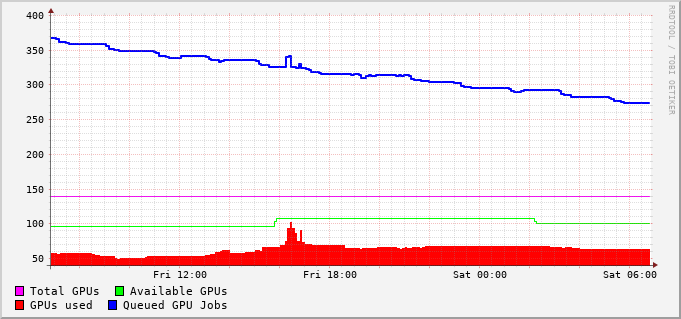 400
350
300
250
200
150
100
50
Fri 12:00 Fri 18:00 Sat 00:00 Sat 06:00
Total GPUs Available GPUs
GPUs used Queued GPU Jobs
RRDTOOL / TOBI OETIKER